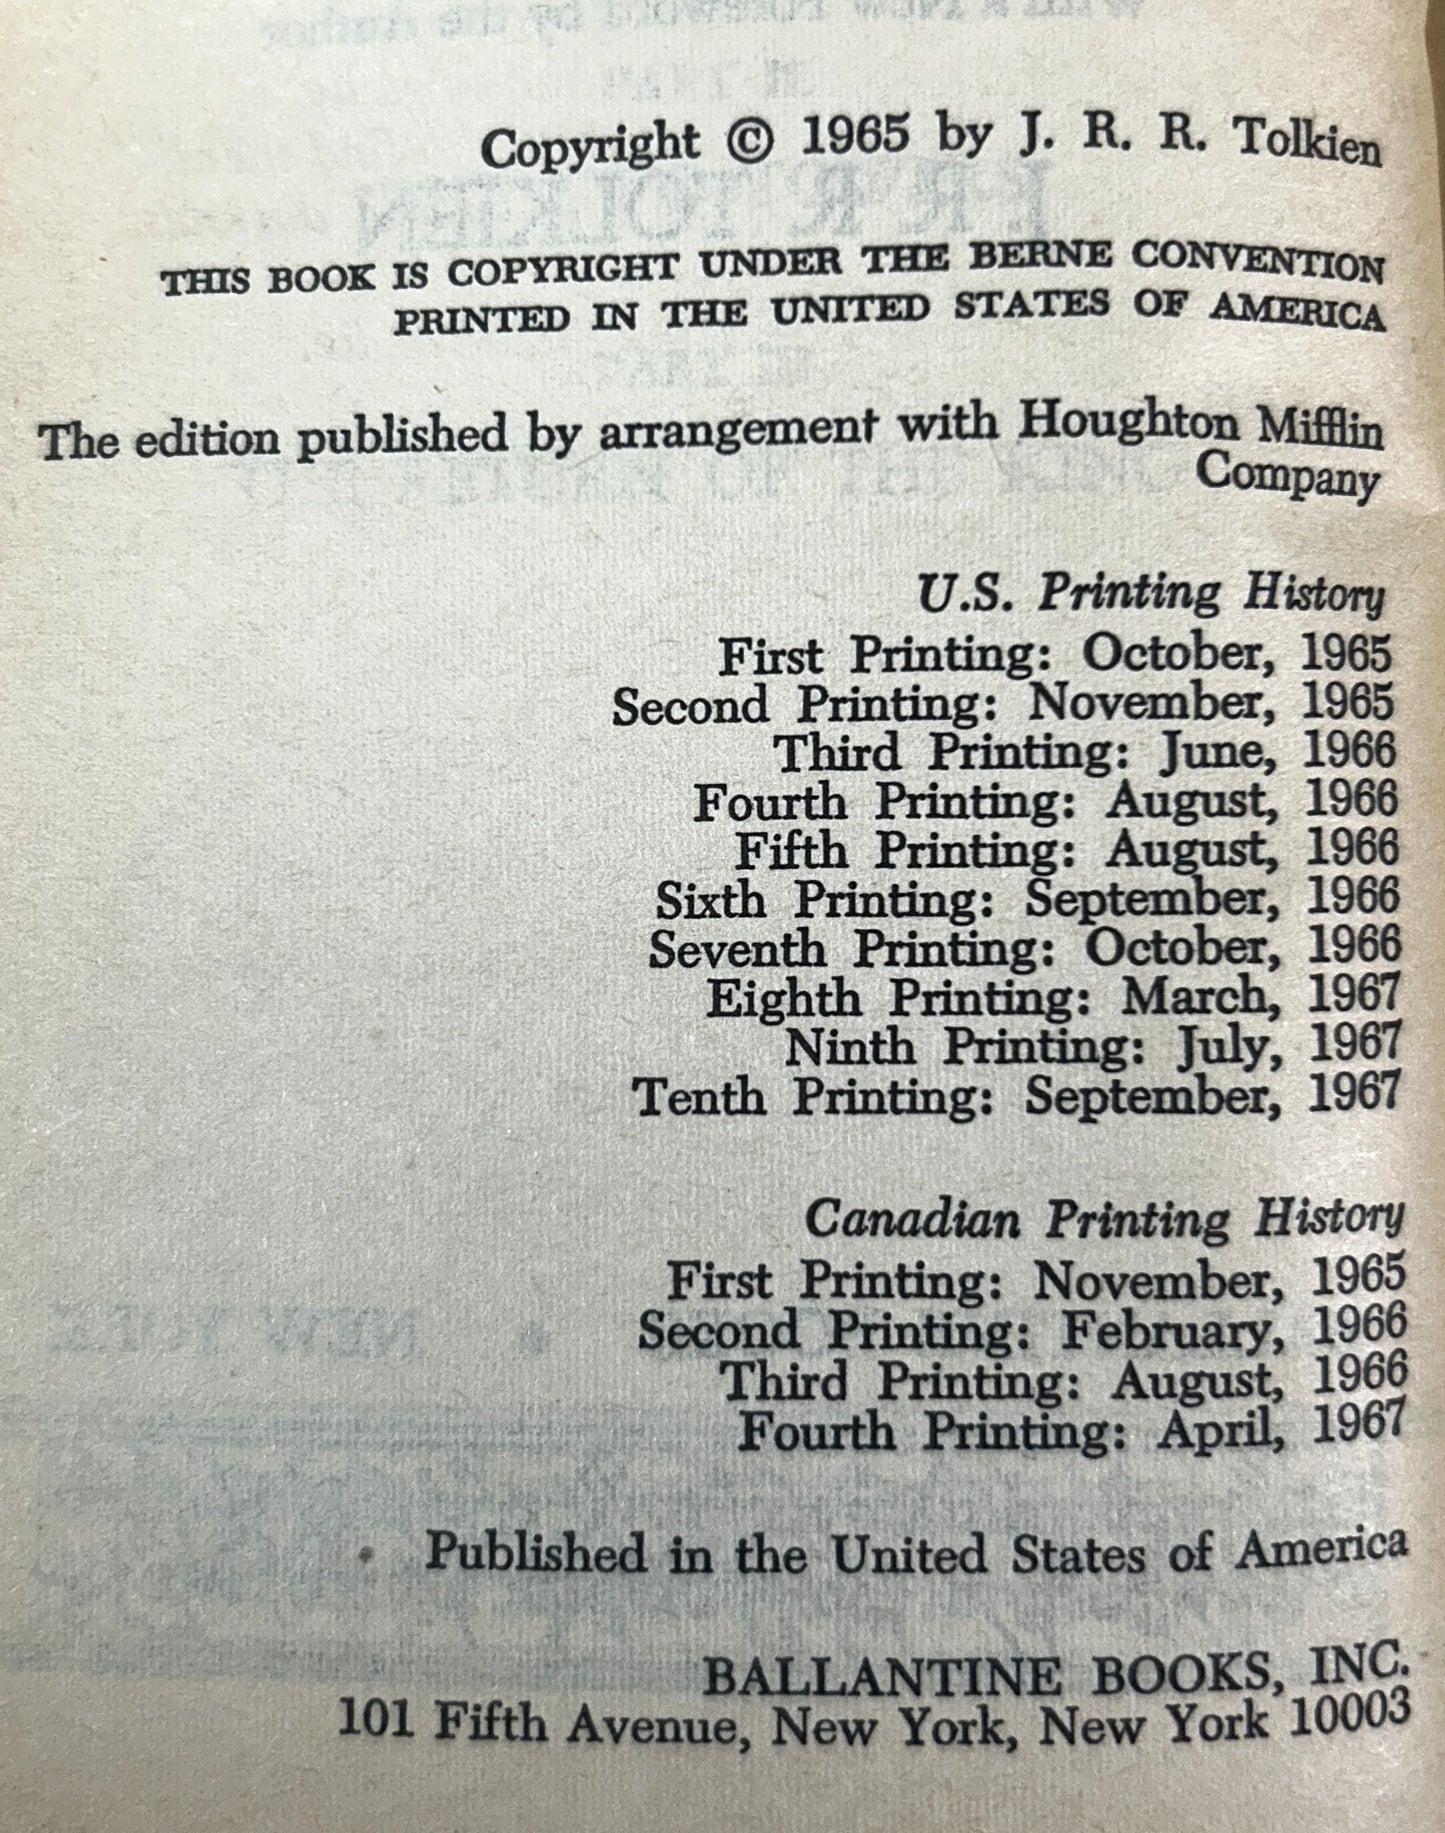 Copyright © 1965 by J. R. R. Tolkien
THIS BOOK IS COPYRIGHT UNDER THE BERNE CONVENTION
PRINTED IN THE UNITED STATES OF AMERICA
The edition published by arrangement with Houghton Mifflin
Company
U.S. Printing History
First Printing: October, 1965
Second Printing: November, 1965
Third Printing: June, 1966
Fourth Printing: August, 1966
Fifth Printing: August, 1966
Sixth Printing: September, 1966
Seventh Printing: October, 1966
Eighth Printing: March, 1967
Ninth Printing: July, 1967
Tenth Printing: September, 1967
Canadian Printing History
First Printing: November, 1965
Second Printing: February, 1966
Third Printing: August, 1966
Fourth Printing: April, 1967
Published in the United States of America
BALLANTINE BOOKS, INC.
101 Fifth Avenue, New York, New York 10003